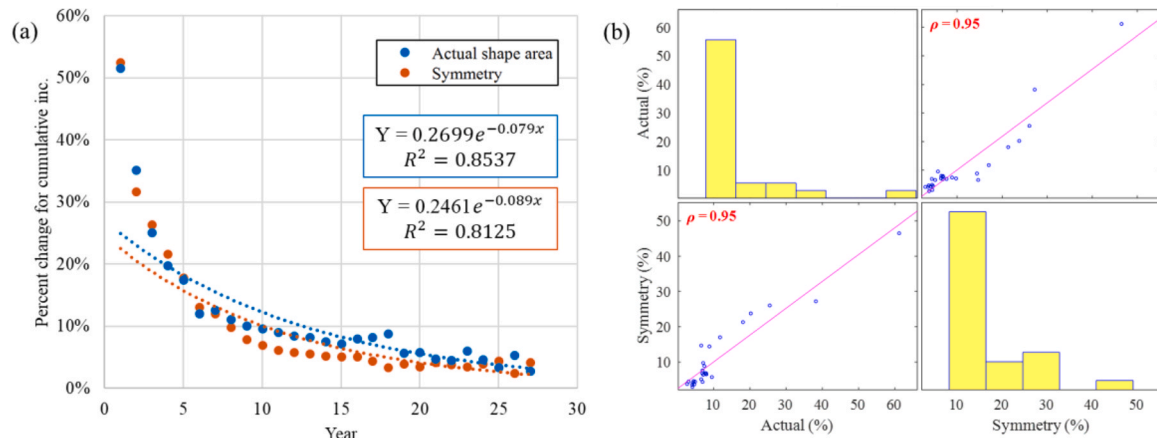 (a)
Percent change for cumulative inc.
60%
50%
40%
30%
20%
10%
0%
Actual shape area
Symmetry
Y = 0.2699e^{−0.079x}
R² = 0.8537
Y = 0.2461e^{−0.089x}
R² = 0.8125
0 5 10 15 20 25 30
Year
(b)
Actual (%)
60
50
40
30
20
10
ρ = 0.95
Symmetry (%)
50
40
30
20
10
ρ = 0.95
10 20 30 40 50 60
Actual (%)
10 20 30 40 50
Symmetry (%)